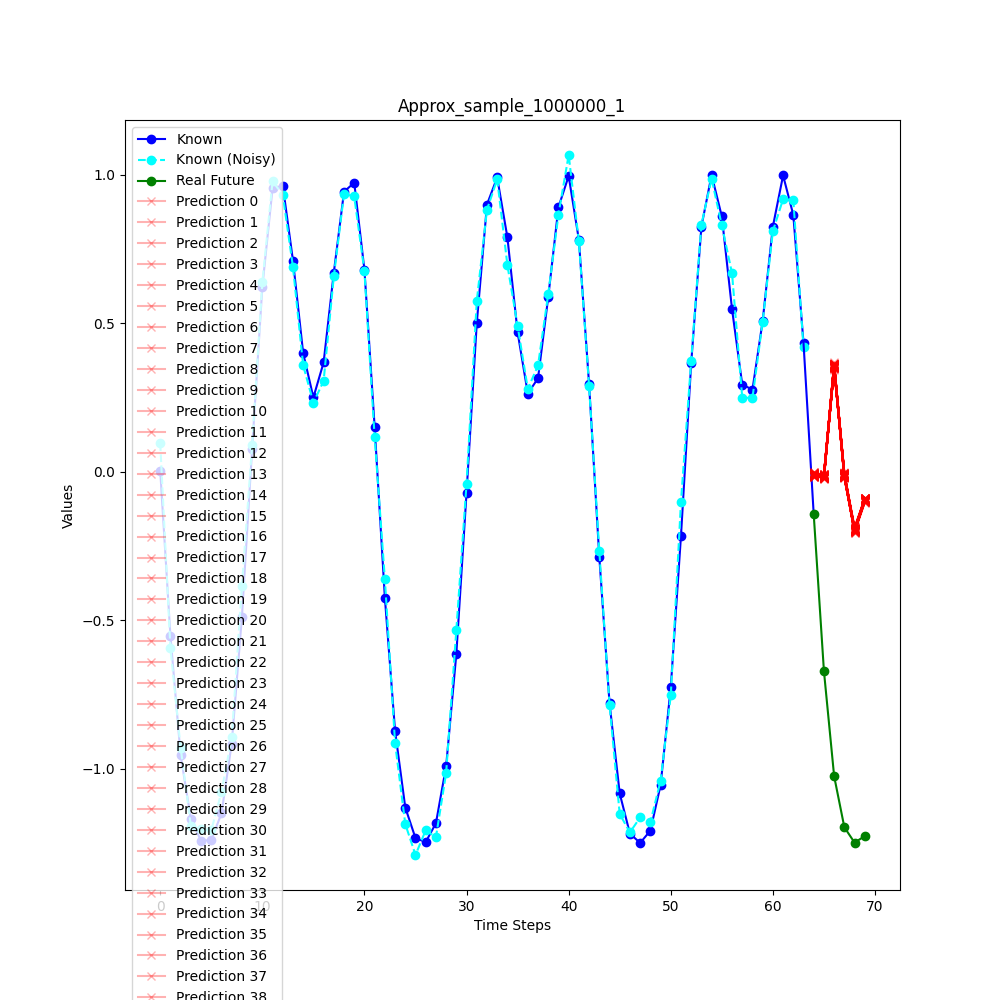 Approx_sample_1000000_1
Known
Known (Noisy)
Real Future
Prediction 0
Prediction 1
Prediction 2
Prediction 3
Prediction 4
Prediction 5
Prediction 6
Prediction 7
Prediction 8
Prediction 9
Prediction 10
Prediction 11
Prediction 12
Prediction 13
Prediction 14
Prediction 15
Prediction 16
Prediction 17
Prediction 18
Prediction 19
Prediction 20
Prediction 21
Prediction 22
Prediction 23
Prediction 24
Prediction 25
Prediction 26
Prediction 27
Prediction 28
Prediction 29
Prediction 30
Prediction 31
Prediction 32
Prediction 33
Prediction 34
Prediction 35
Prediction 36
Prediction 37
Prediction 38
1.0
0.5
0.0
−0.5
−1.0
Values
0 10 20 30 40 50 60 70
Time Steps